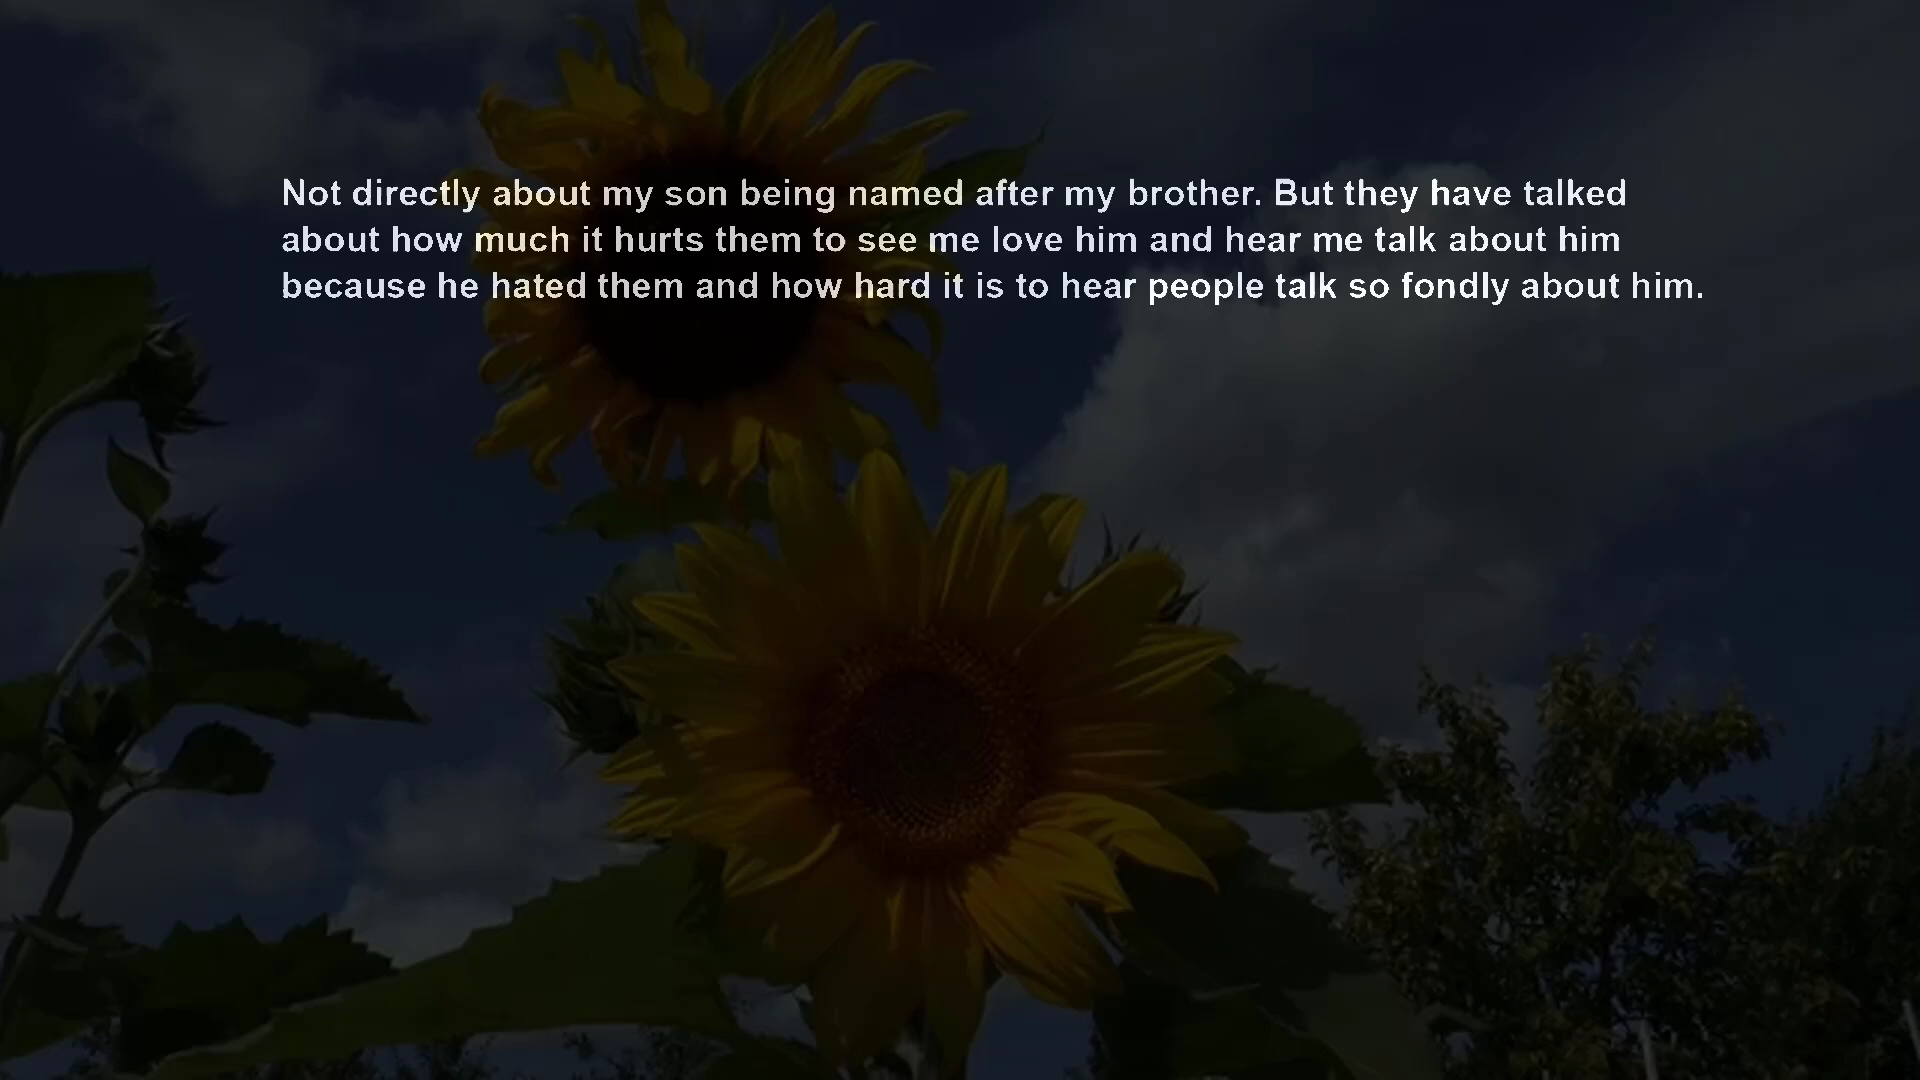 Not directly about my son being named after my brother. But they have talked
about how much it hurts them to see me love him and hear me talk about him
because he hated them and how hard it is to hear people talk so fondly about him.